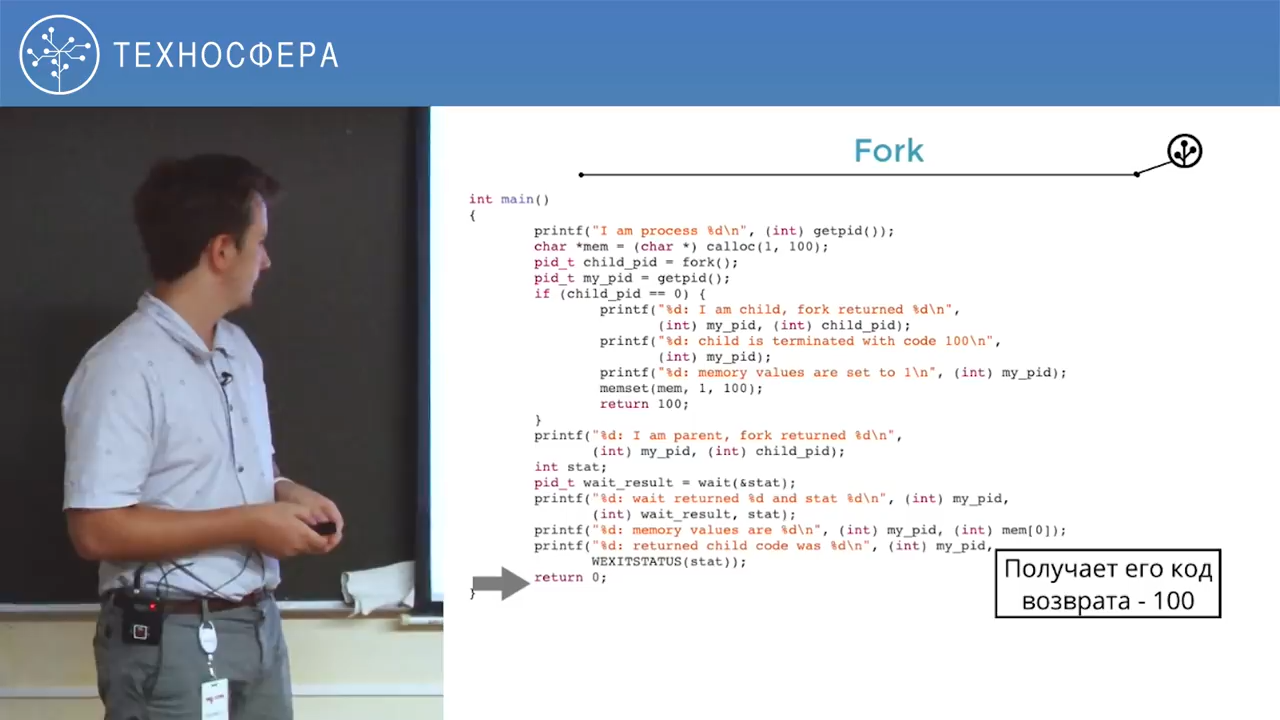 ТЕХНОСФЕРА
Fork
int main()
{
printf("I am process %d\n", (int) getpid());
char *mem = (char *) calloc(1, 100);
pid_t child_pid = fork();
pid_t my_pid = getpid();
if (child_pid == 0) {
printf("%d: I am child, fork returned %d\n",
(int) my_pid, (int) child_pid);
printf("%d: child is terminated with code 100\n",
(int) my_pid);
printf("%d: memory values are set to 1\n", (int) my_pid);
memset(mem, 1, 100);
return 100;
}
printf("%d: I am parent, fork returned %d\n",
(int) my_pid, (int) child_pid);
int stat;
pid_t wait_result = wait(&stat);
printf("%d: wait returned %d and stat %d\n", (int) my_pid,
(int) wait_result, stat);
printf("%d: memory values are %d\n", (int) my_pid, (int) mem[0]);
printf("%d: returned child code was %d\n", (int) my_pid,
WEXITSTATUS(stat));
return 0;
}
Получает его код
возврата - 100